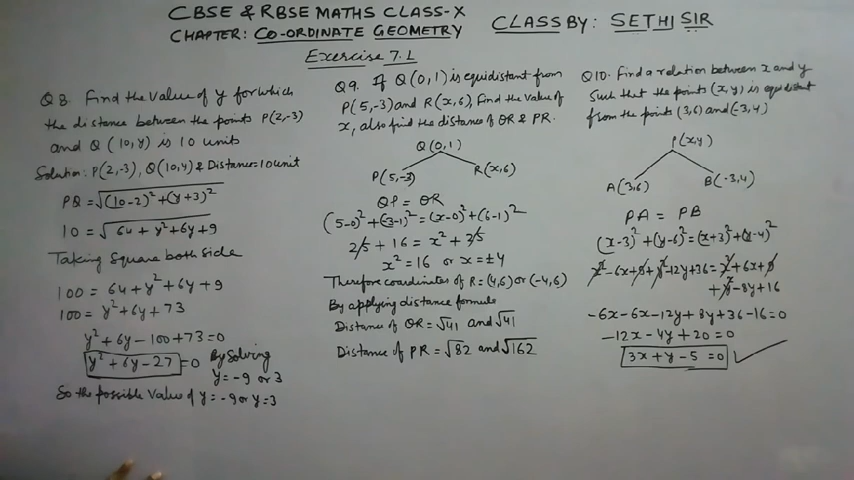 CBSE & RBSE MATHS CLASS-X
CLASS BY: SETHI SIR
CHAPTER: CO-ORDINATE GEOMETRY
Exercise 7.1
Q8. Find the value of y for which
the distance between the points P(2,-3)
and Q (10,y) is 10 units
Solution: P(2,-3), Q(10,y) & Distance=10unit
PQ = √(10-2)² + (y+3)²
10 = √64 + y² + 6y + 9
Taking Square both side
100 = 64 + y² + 6y + 9
100 = y² + 6y + 73
y² + 6y - 100 + 73 = 0
y² + 6y - 27 = 0 By Solving
y = -9 or 3
So the possible value of y = -9 or y = 3
Q9. If Q(0,1) is equidistant from
P(5,-3) and R(x,6), Find the value of
x, also find the distance of QR & PR.
Q(0,1)
P(5,-3) R(x,6)
QP = QR
(5-0)² + (-3-1)² = (x-0)² + (6-1)²
25 + 16 = x² + 25
x² = 16 or x = ±4
Therefore coordinates of R = (4,6) or (-4,6)
By applying distance formula
Distance of QR = √41 and √41
Distance of PR = √82 and √162
Q10. Find a relation between x and y
Such that the points (x,y) is equidistant
from the points (3,6) and (-3,4)
P(x,y)
A(3,6) B(-3,4)
PA = PB
(x-3)² + (y-6)² = (x+3)² + (y-4)²
x² - 6x + 9 + y² - 12y + 36 = x² + 6x + 9
+ y² - 8y + 16
-6x - 6x - 12y + 8y + 36 - 16 = 0
-12x - 4y + 20 = 0
3x + y - 5 = 0 ✓